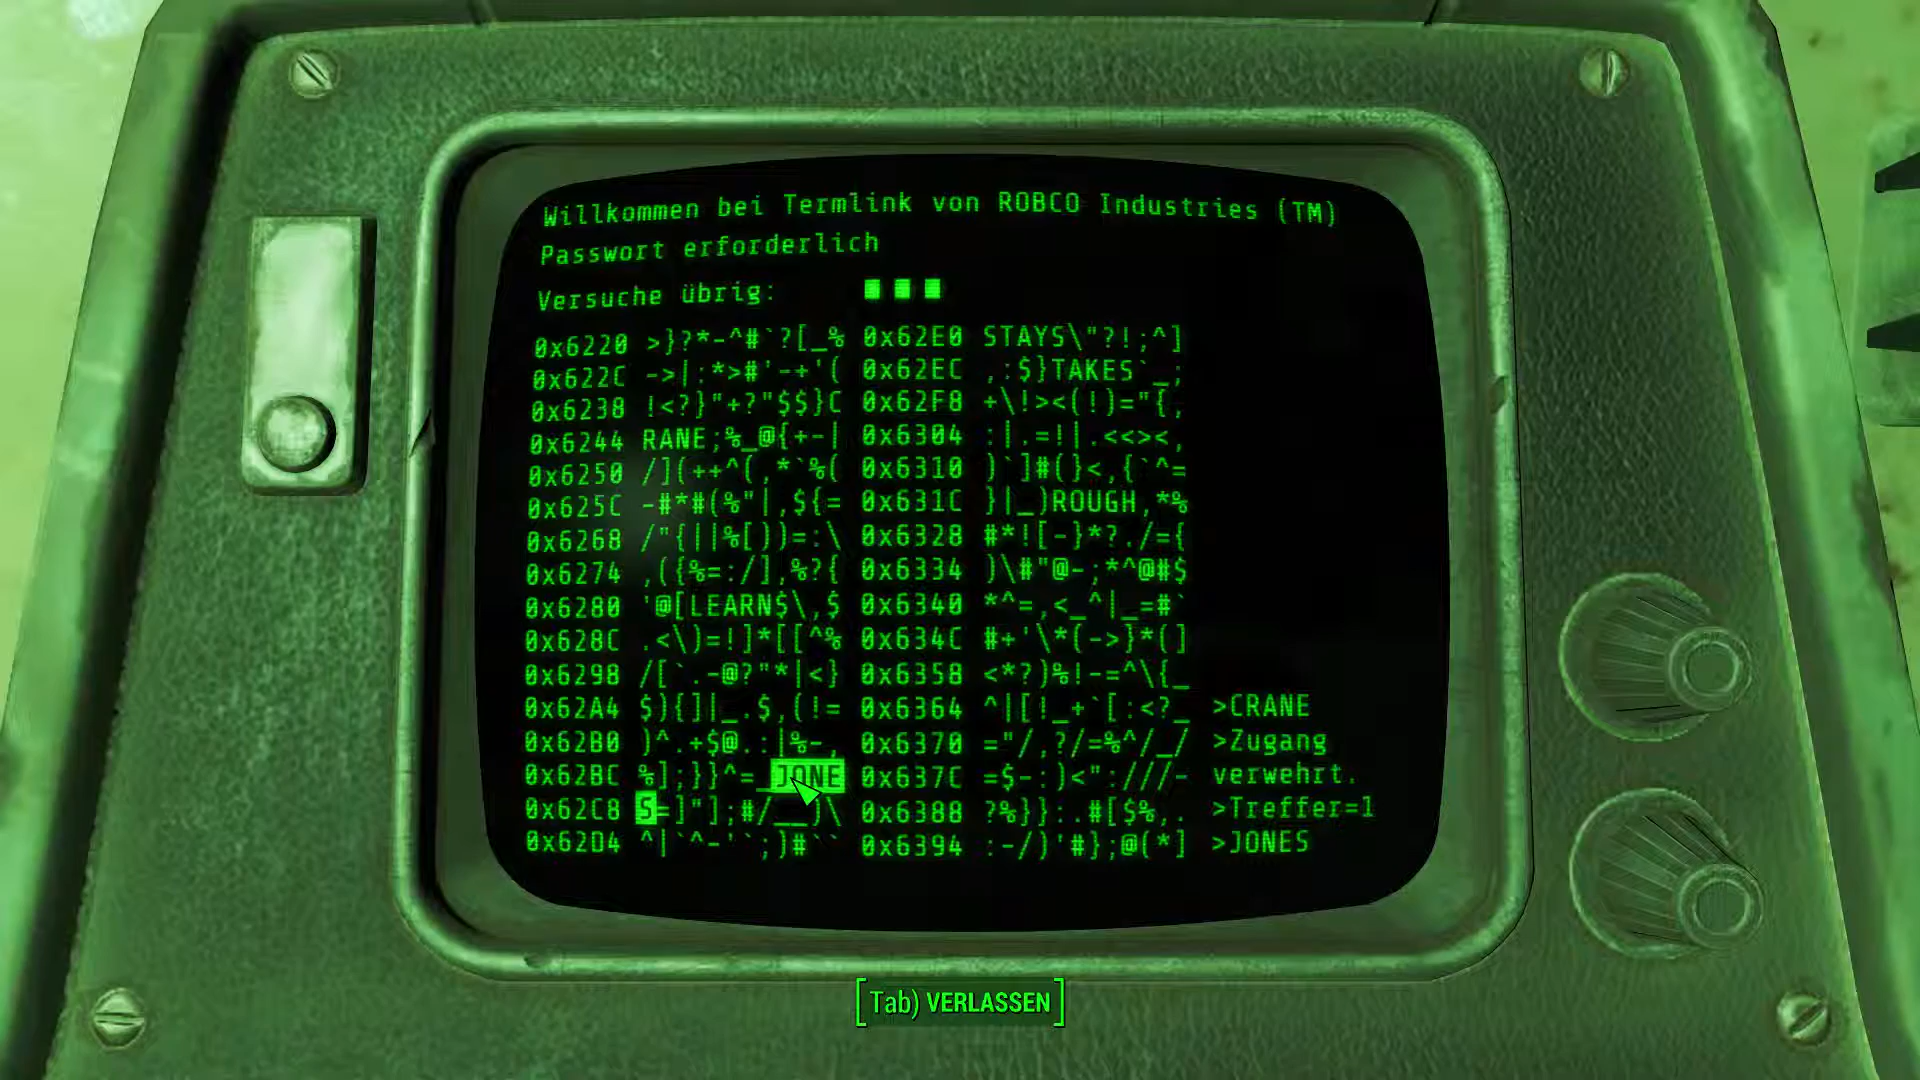 Willkommen bei Termlink von ROBCO Industries (TM)
Passwort erforderlich
Versuche übrig: ■ ■ ■
0x6220 >}?*-^#`?[_% 0x62E0 STAYS\"?!;^]
0x622C ->|:*>#'-+'( 0x62EC ,:$}TAKES`_;
0x6238 !<?}"+?"$$}C 0x62F8 +\!><(!)="{,
0x6244 RANE;%_@{+-| 0x6304 :|.=!|.<<><,
0x6250 /](++^(,*`%( 0x6310 )`]#(}<,{`^=
0x625C -#*#(%"|,${= 0x631C }|_)ROUGH,*%
0x6268 /"{||%[))=:\ 0x6328 #*![-}*?./={
0x6274 ,({%=:/],%?{ 0x6334 )\#"@-;*^@#$
0x6280 '@[LEARN$\,$ 0x6340 *^=,<_^|_=#`
0x628C .<\)=!]*[[^% 0x634C #+'\*(->}*(]
0x6298 /[`.-@?"*|<} 0x6358 <*?)%!-=^\{_
0x62A4 $){]|_.$,(!= 0x6364 ^|[!_+`[:<?_ >CRANE
0x62B0 )^.+$@.:|%-, 0x6370 ="/,?/=%^/_/ >Zugang
0x62BC %];}}^=_JONE 0x637C =$-:)<":///- verwehrt.
0x62C8 S=]"];#/__)\ 0x6388 ?%}}:.#[$%,. >Treffer=1
0x62D4 ^|`^-'`;)#`` 0x6394 :-/)'#};@(*] >JONES
[Tab) VERLASSEN]